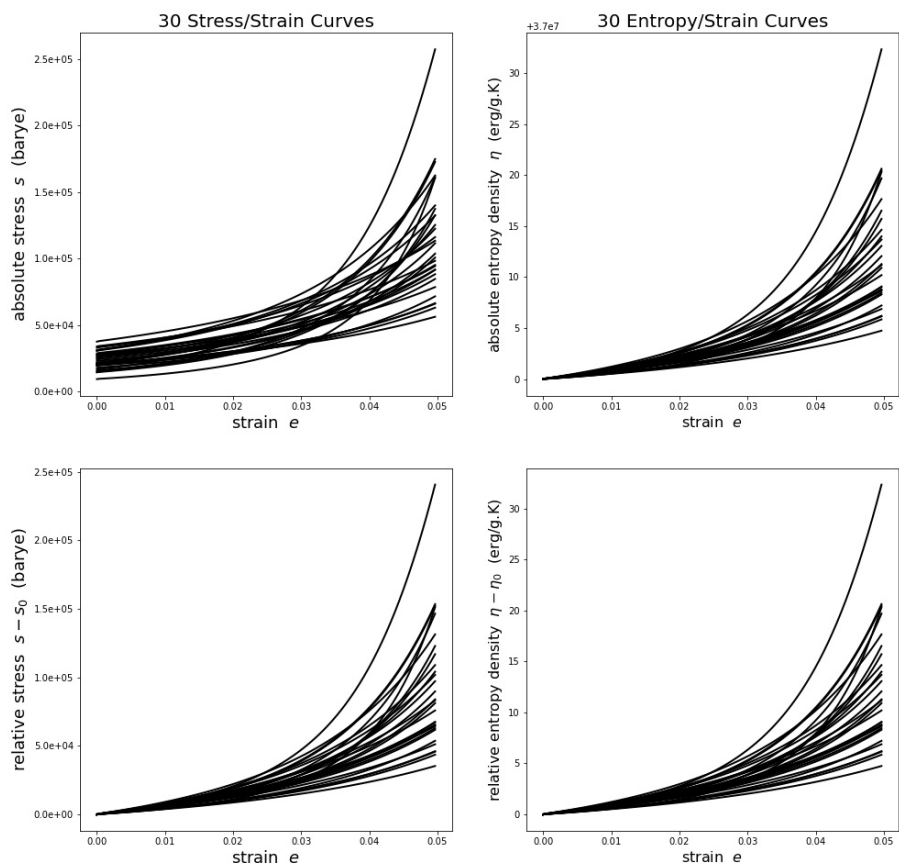 30 Stress/Strain Curves
absolute stress s (barye)
2.5e+05
2.0e+05
1.5e+05
1.0e+05
5.0e+04
0.0e+00
0.00 0.01 0.02 0.03 0.04 0.05
strain e
30 Entropy/Strain Curves
+3.7e7
absolute entropy density η (erg/g.K)
30
25
20
15
10
5
0
0.00 0.01 0.02 0.03 0.04 0.05
strain e
relative stress s − s₀ (barye)
2.5e+05
2.0e+05
1.5e+05
1.0e+05
5.0e+04
0.0e+00
0.00 0.01 0.02 0.03 0.04 0.05
strain e
relative entropy density η − η₀ (erg/g.K)
30
25
20
15
10
5
0
0.00 0.01 0.02 0.03 0.04 0.05
strain e